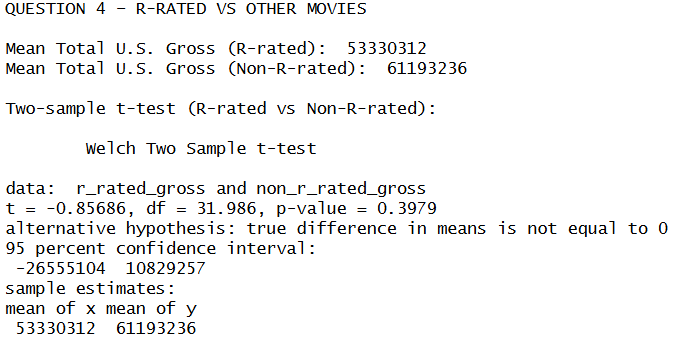 QUESTION 4 - R-RATED VS OTHER MOVIES
Mean Total U.S. Gross (R-rated):  53330312
Mean Total U.S. Gross (Non-R-rated):  61193236
Two-sample t-test (R-rated vs Non-R-rated):
        Welch Two Sample t-test
data:  r_rated_gross and non_r_rated_gross
t = -0.85686, df = 31.986, p-value = 0.3979
alternative hypothesis: true difference in means is not equal to 0
95 percent confidence interval:
 -26555104  10829257
sample estimates:
mean of x mean of y
 53330312  61193236